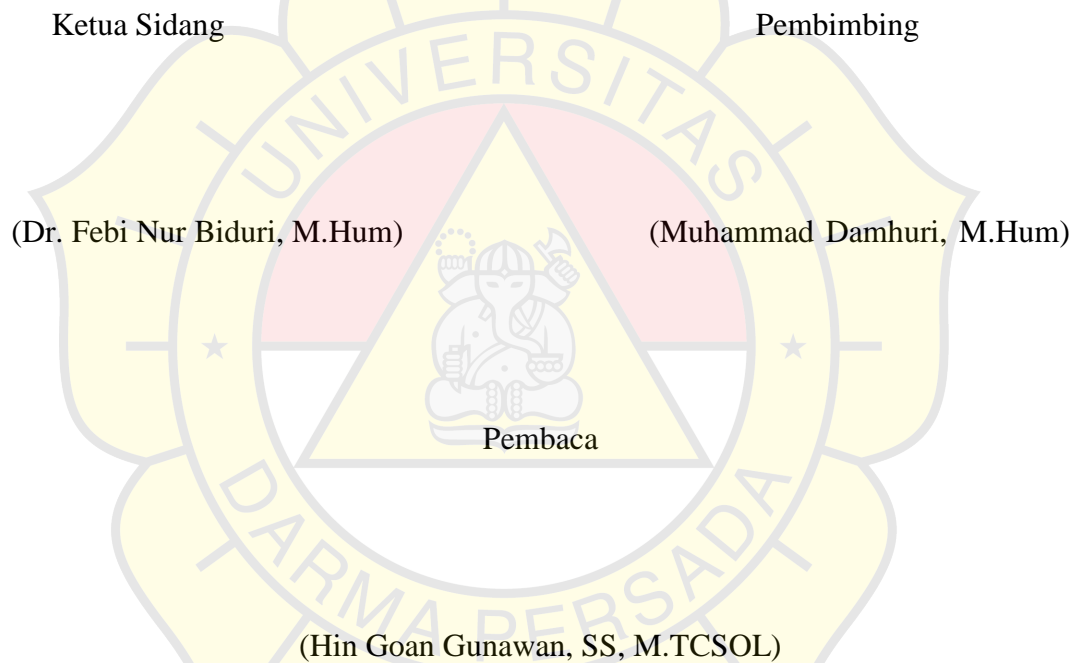 Ketua Sidang Pembimbing
UNIVERSITAS
(Dr. Febi Nur Biduri, M.Hum) (Muhammad Damhuri, M.Hum)
Pembaca
DARMA PERSADA
(Hin Goan Gunawan, SS, M.TCSOL)